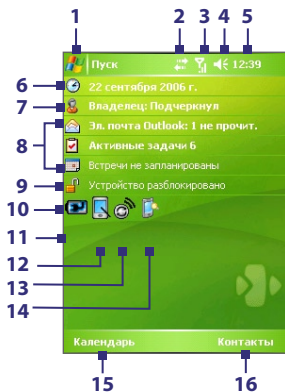 1 2 3 4 5
Пуск 12:39
6 22 сентября 2006 г.
7 Владелец: Подчеркнул
8 Эл. почта Outlook: 1 не прочит.
Активные задачи 6
Встречи не запланированы
9 Устройство разблокировано
10
11
12
13
14
Календарь Контакты
15 16